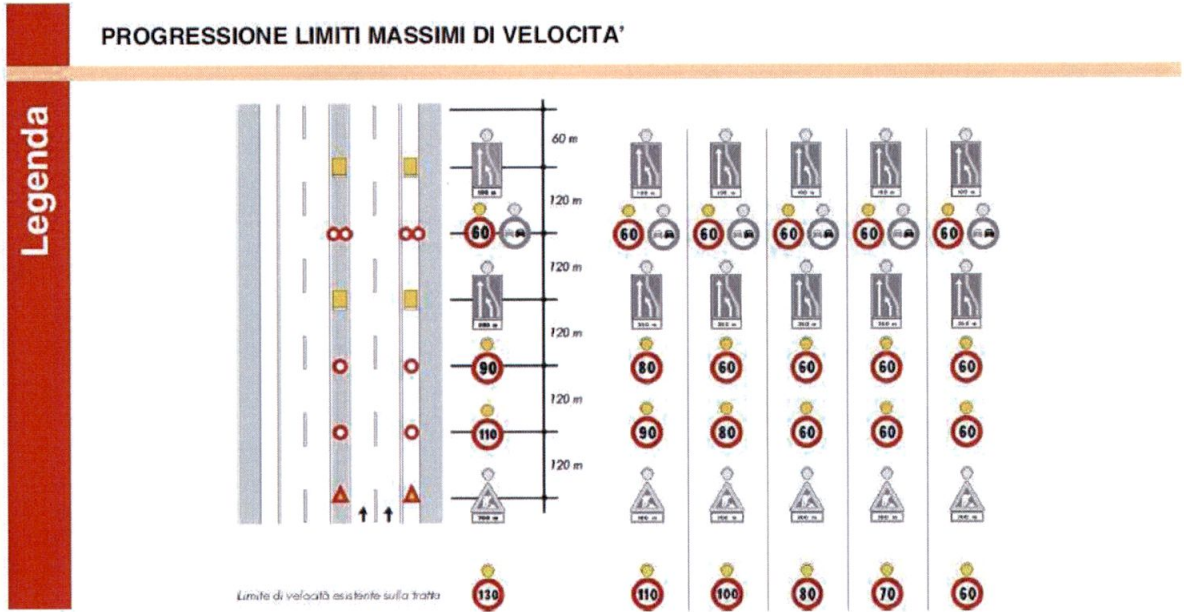 PROGRESSIONE LIMITI MASSIMI DI VELOCITA’
Legenda
60 m
120 m
60 60 60 60 60 60
120 m
120 m
90 80 60 60 60 60
120 m
110 90 80 60 60 60
120 m
Limite di velocità esistente sulla tratta 130 110 100 80 70 60